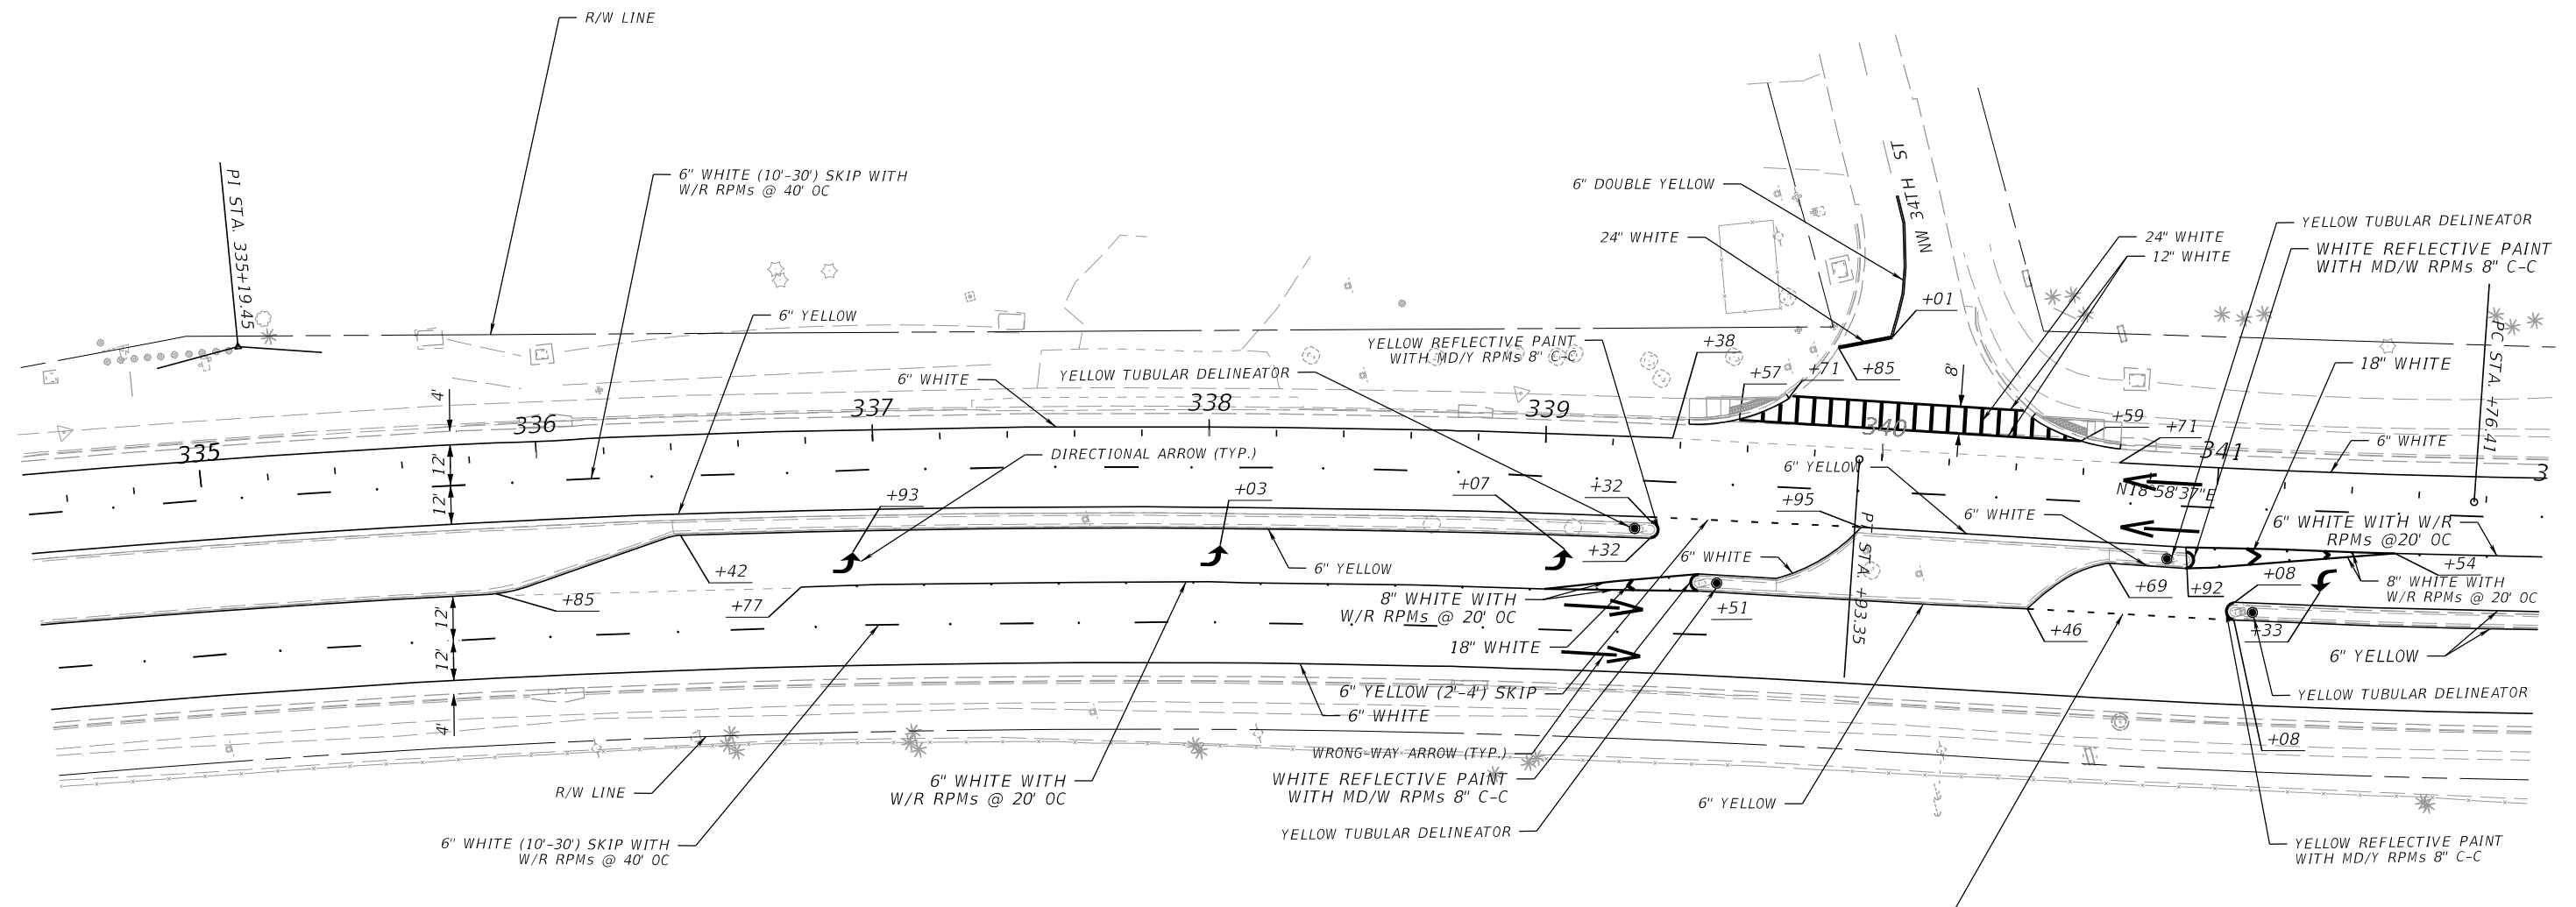 R/W LINE
PI STA. 335+19.45
6" WHITE (10'-30') SKIP WITH
W/R RPMs @ 40' OC
6" YELLOW
6" WHITE
YELLOW TUBULAR DELINEATOR
YELLOW REFLECTIVE PAINT
WITH MD/Y RPMs 8" C-C
6" DOUBLE YELLOW
24" WHITE
NW 34TH ST
24" WHITE
12" WHITE
YELLOW TUBULAR DELINEATOR
WHITE REFLECTIVE PAINT
WITH MD/W RPMs 8" C-C
+01
+38
+57
+71
+85
8'
18" WHITE
PC STA. +76.41
+59
+71
6" WHITE
4'
12'
12'
335
336
337
338
339
340
341
3
DIRECTIONAL ARROW (TYP.)
+93
+03
+07
+32
+32
6" YELLOW
+95
6" WHITE
N18°58'37"E
6" WHITE WITH W/R
RPMs @20' OC
+42
+85
+77
6" YELLOW
6" WHITE
PT STA. +93.35
8" WHITE WITH
W/R RPMs @ 20' OC
+51
+46
+69
+92
+08
+54
8" WHITE WITH
W/R RPMs @ 20' OC
+33
12'
12'
4'
18" WHITE
6" YELLOW
6" YELLOW (2'-4') SKIP
6" WHITE
YELLOW TUBULAR DELINEATOR
+08
WRONG-WAY ARROW (TYP.)
WHITE REFLECTIVE PAINT
WITH MD/W RPMs 8" C-C
6" WHITE WITH
W/R RPMs @ 20' OC
R/W LINE
6" YELLOW
YELLOW TUBULAR DELINEATOR
6" WHITE (10'-30') SKIP WITH
W/R RPMs @ 40' OC
YELLOW REFLECTIVE PAINT
WITH MD/Y RPMs 8" C-C